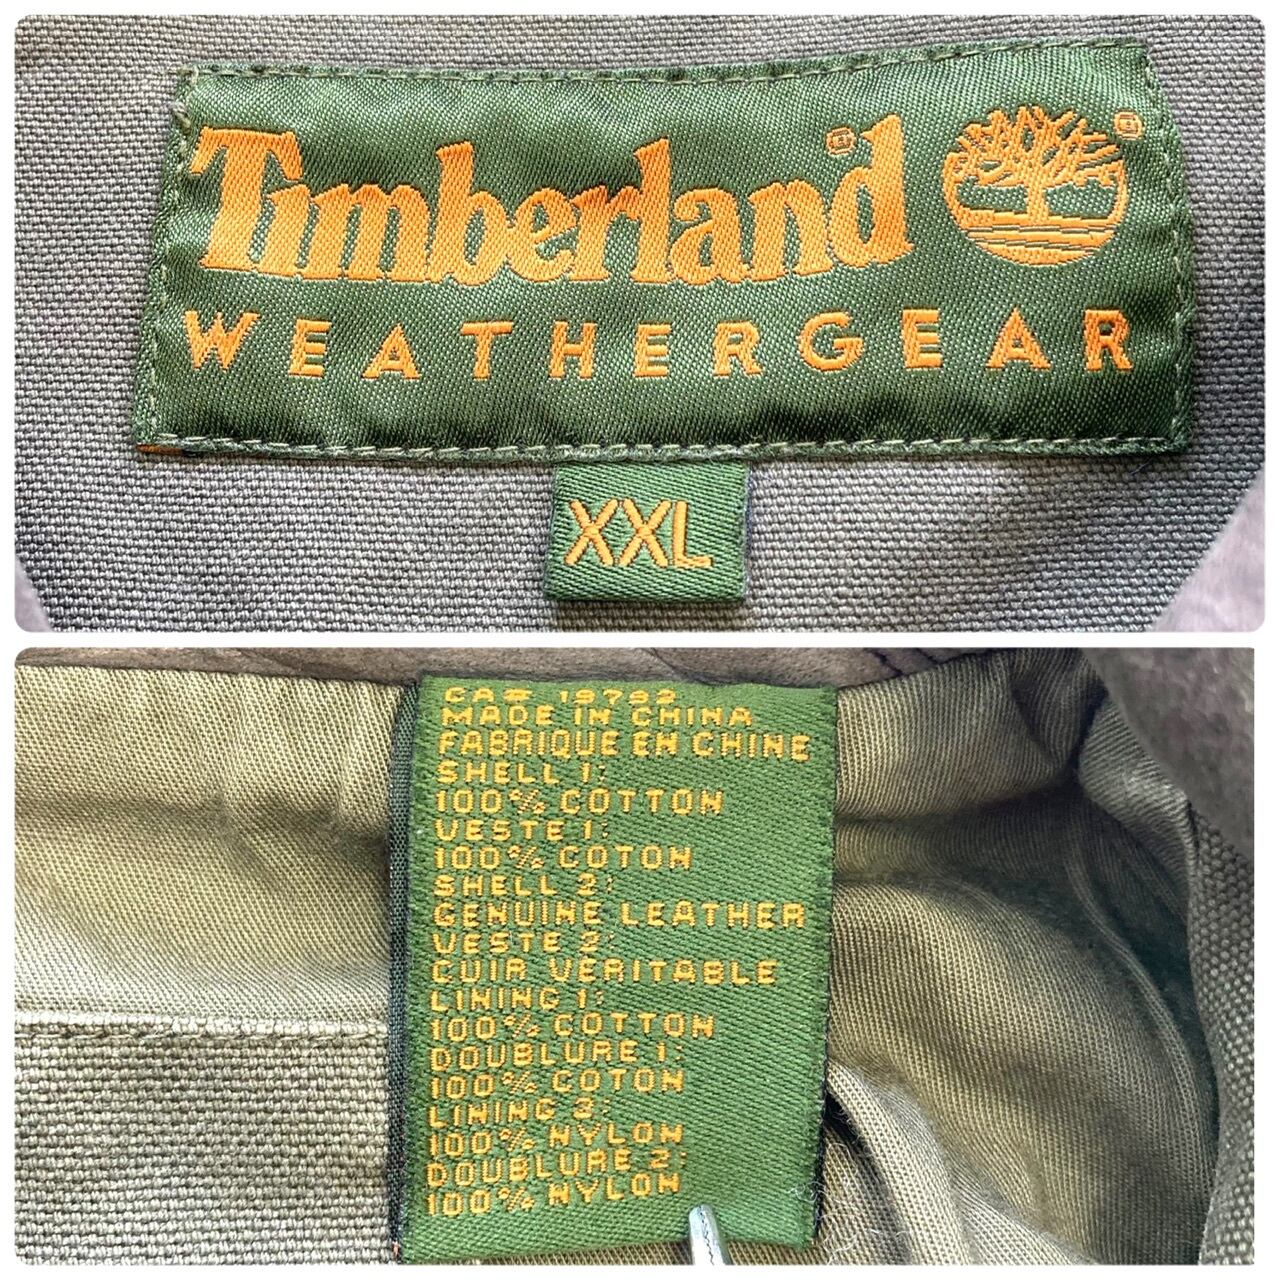 Timberland®
WEATHERGEAR
XXL
CA# 19792
MADE IN CHINA
FABRIQUE EN CHINE
SHELL 1:
100% COTTON
VESTE 1:
100% COTON
SHELL 2:
GENUINE LEATHER
VESTE 2:
CUIR VERITABLE
LINING 1:
100% COTTON
DOUBLURE 1:
100% COTON
LINING 2:
100% NYLON
DOUBLURE 2:
100% NYLON